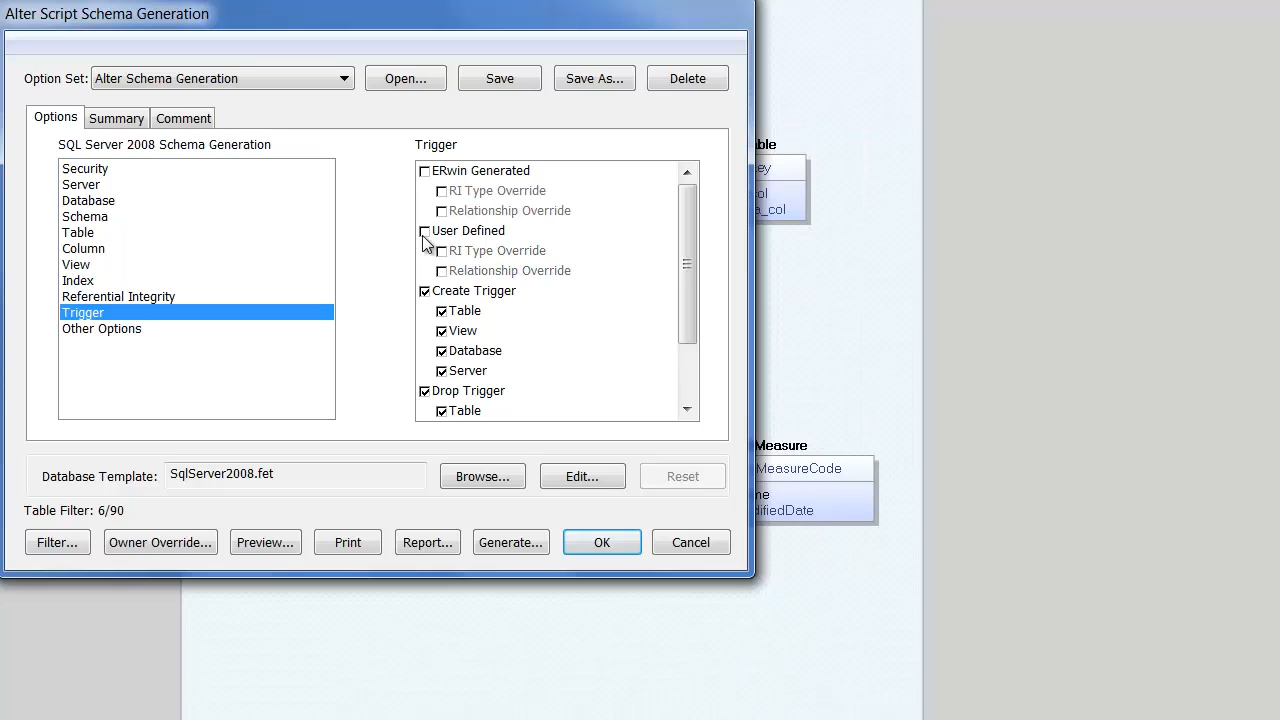 Alter Script Schema Generation
Option Set: Alter Schema Generation Open... Save Save As... Delete
Options Summary Comment
SQL Server 2008 Schema Generation
Security
Server
Database
Schema
Table
Column
View
Index
Referential Integrity
Trigger
Other Options
Trigger
ERwin Generated
RI Type Override
Relationship Override
User Defined
RI Type Override
Relationship Override
Create Trigger
Table
View
Database
Server
Drop Trigger
Table
Database Template: SqlServer2008.fet Browse... Edit... Reset
Table Filter: 6/90
Filter... Owner Override... Preview... Print Report... Generate... OK Cancel
Measure
MeasureCode